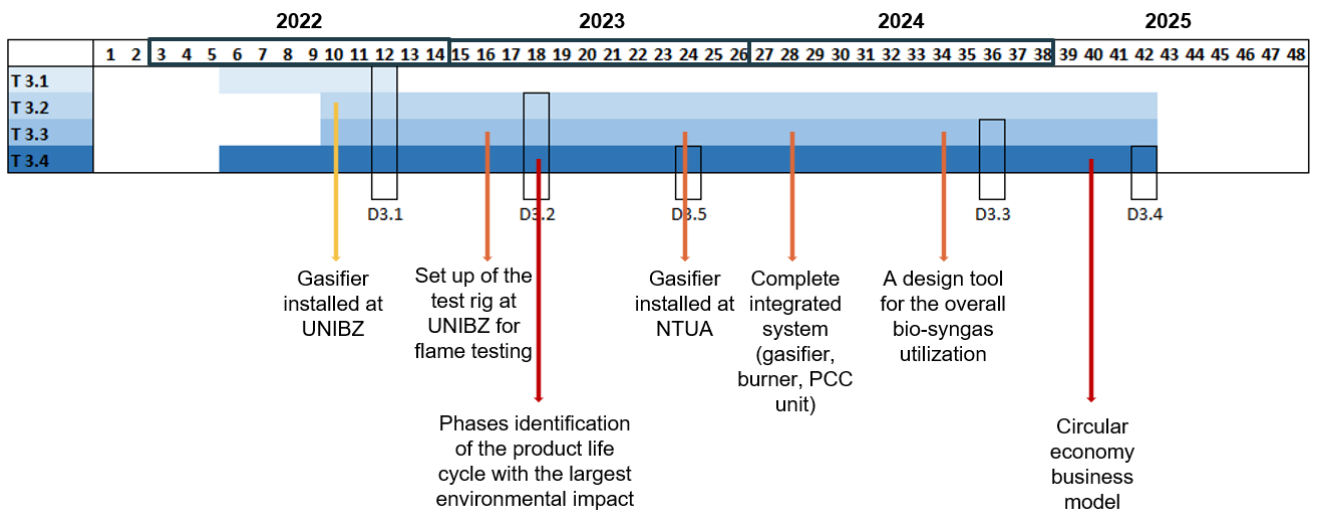 2022 2023 2024 2025
1 2 3 4 5 6 7 8 9 10 11 12 13 14 15 16 17 18 19 20 21 22 23 24 25 26 27 28 29 30 31 32 33 34 35 36 37 38 39 40 41 42 43 44 45 46 47 48
T 3.1
T 3.2
T 3.3
T 3.4
D3.1 D3.2 D3.5 D3.3 D3.4
Gasifier
installed at
UNIBZ
Set up of the
test rig at
UNIBZ for
flame testing
Gasifier
installed at
NTUA
Complete
integrated
system
(gasifier,
burner, PCC
unit)
A design tool
for the overall
bio-syngas
utilization
Phases identification
of the product life
cycle with the largest
environmental impact
Circular
economy
business
model